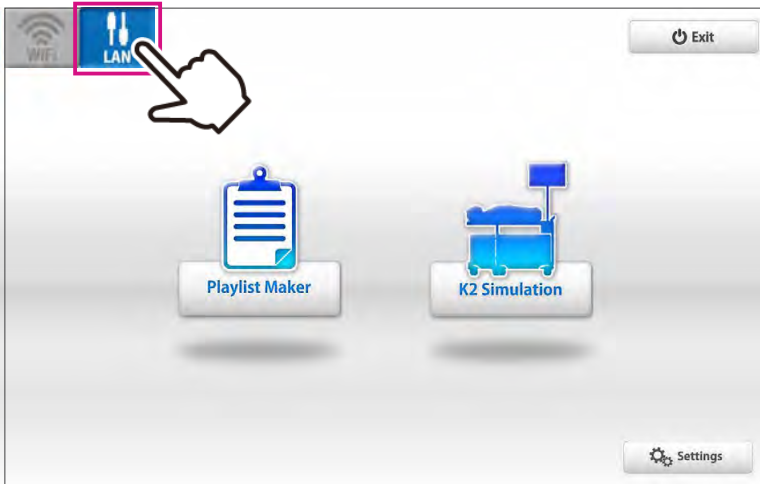 WiFi
LAN
Exit
Playlist Maker
K2 Simulation
Settings